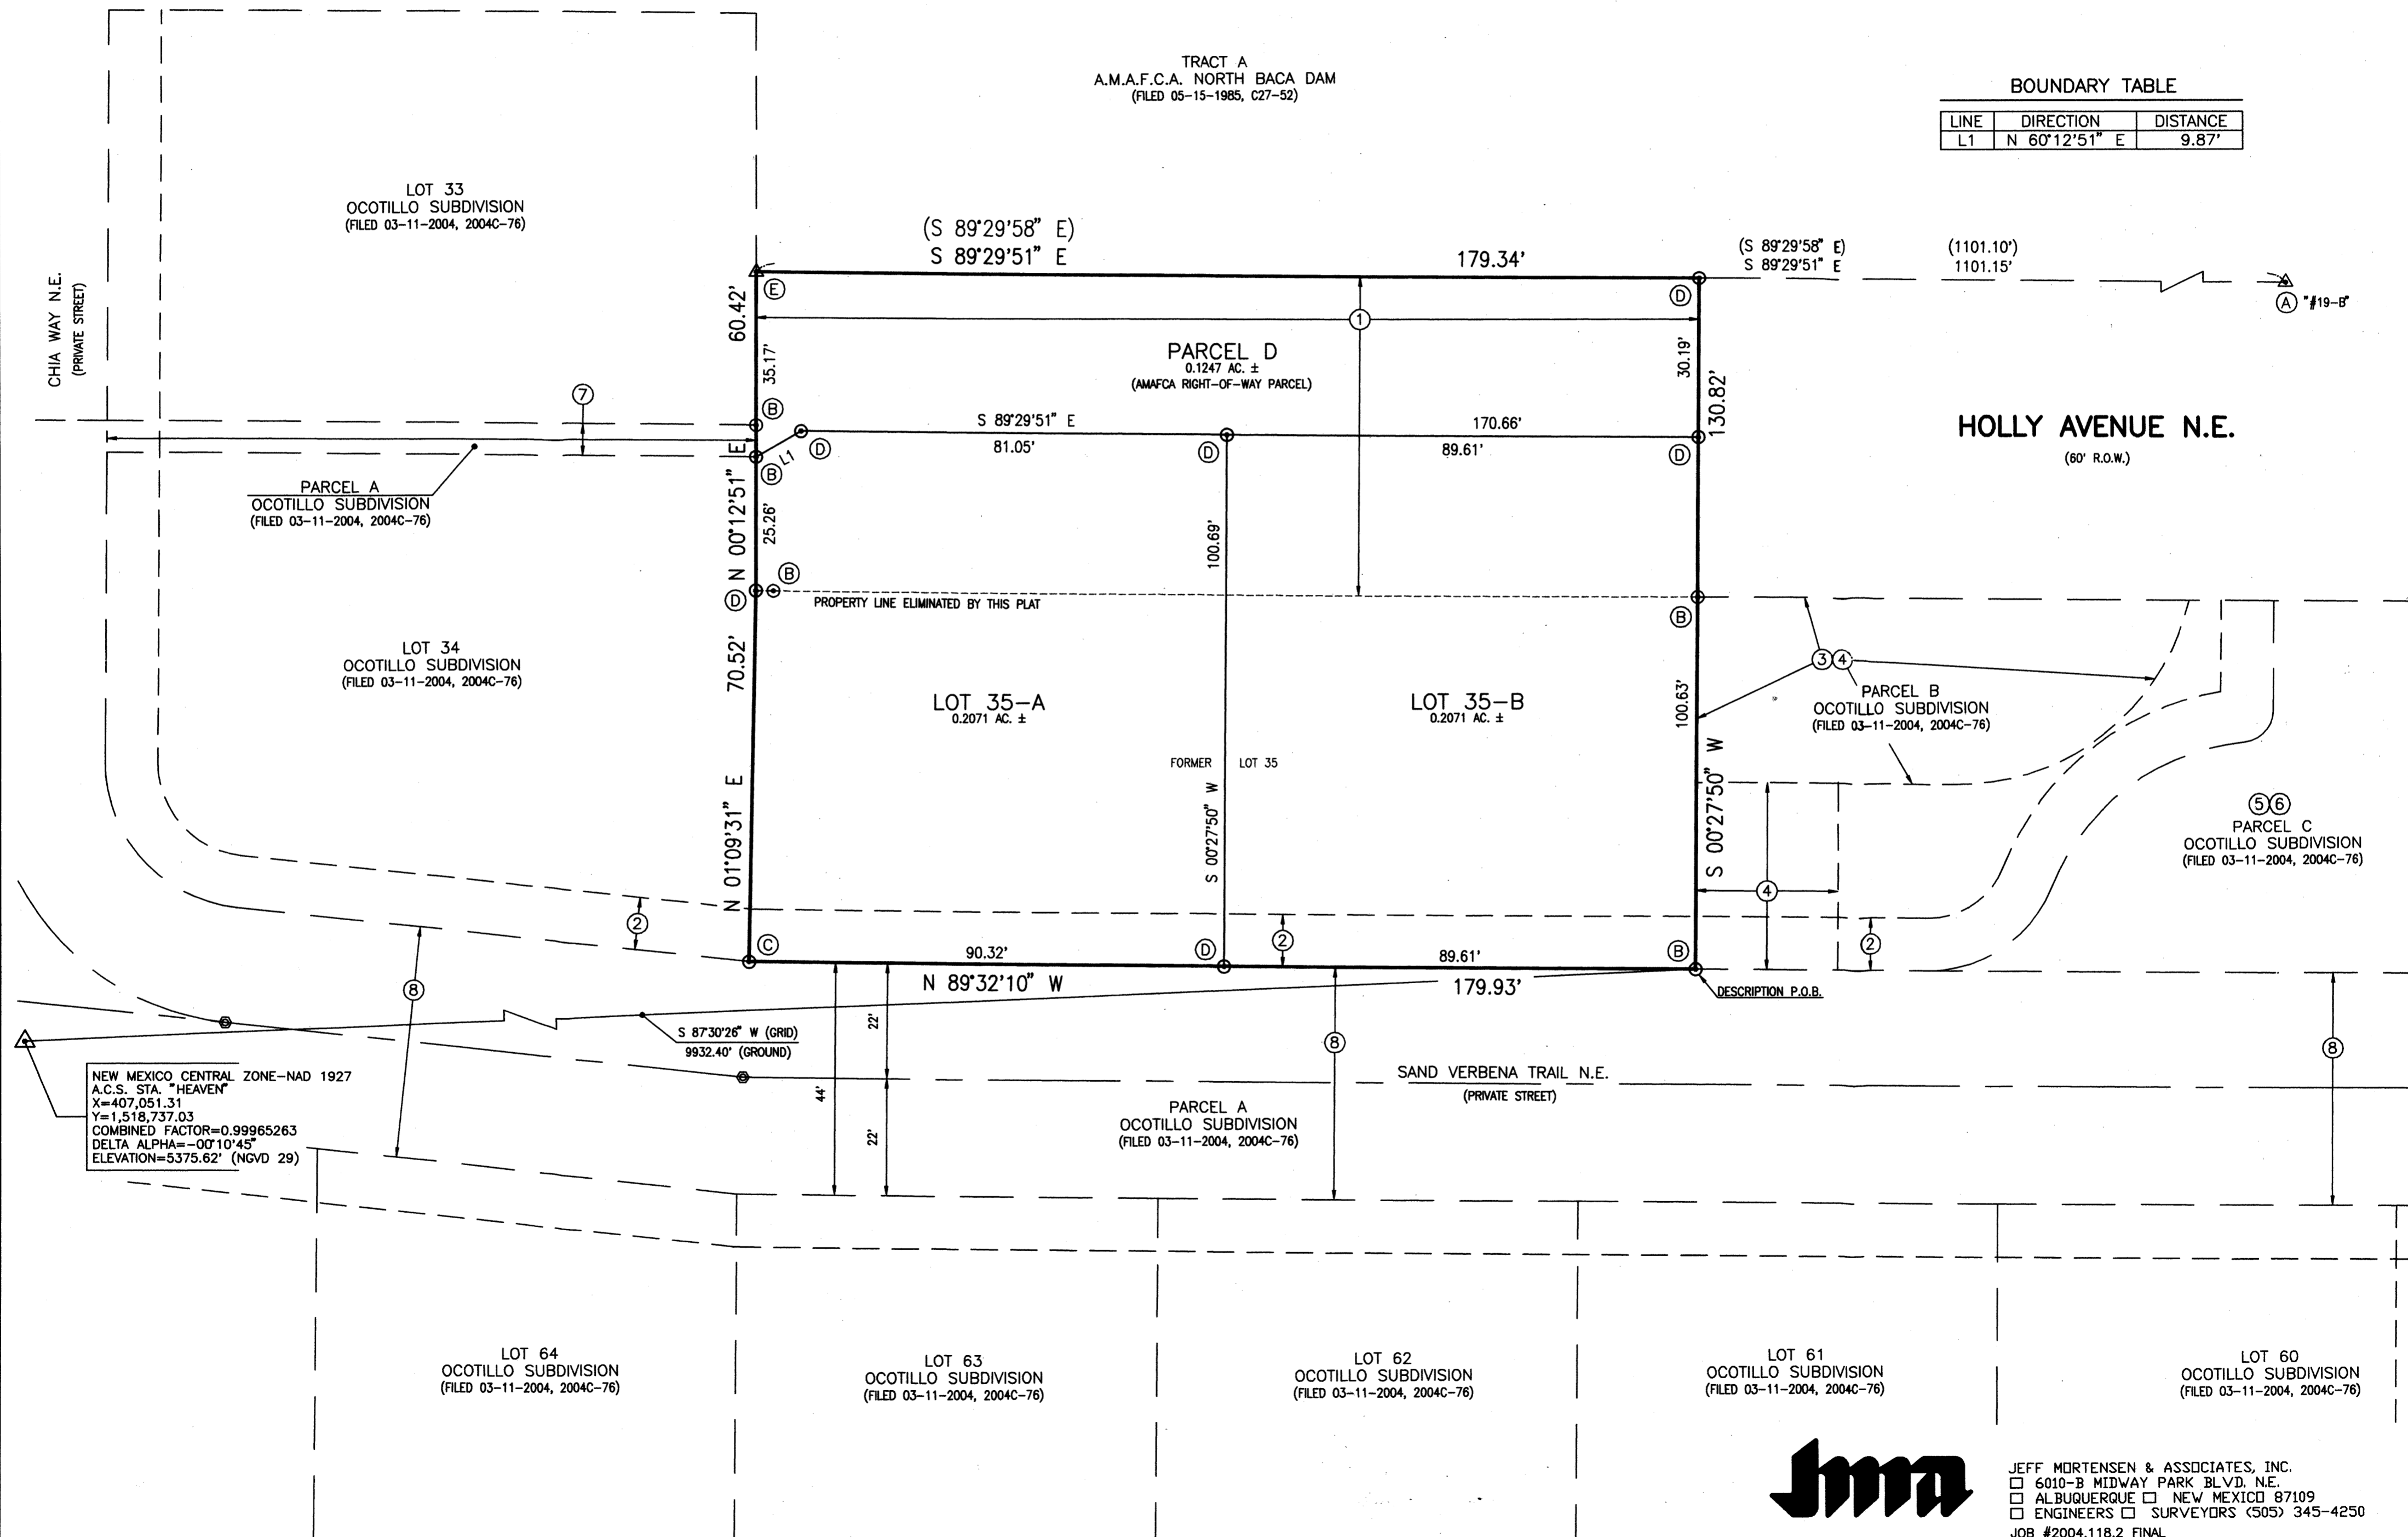 TRACT A
A.M.A.F.C.A. NORTH BACA DAM
(FILED 05-15-1985, C27-52)
BOUNDARY TABLE
LINE DIRECTION DISTANCE
L1 N 60°12'51" E 9.87'
LOT 33
OCOTILLO SUBDIVISION
(FILED 03-11-2004, 2004C-76)
CHIA WAY N.E.
(PRIVATE STREET)
(S 89°29'58" E)
S 89°29'51" E
179.34'
(S 89°29'58" E)
S 89°29'51" E
(1101.10')
1101.15'
A "#19-B"
E
D
60.42'
35.17'
1
PARCEL D
0.1247 AC. ±
(AMAFCA RIGHT-OF-WAY PARCEL)
30.19'
130.82'
HOLLY AVENUE N.E.
(60' R.O.W.)
7
B
S 89°29'51" E
170.66'
L1
D
81.05'
D
89.61'
D
B
PARCEL A
OCOTILLO SUBDIVISION
(FILED 03-11-2004, 2004C-76)
N 00°12'51" E
25.26'
100.69'
B
D
PROPERTY LINE ELIMINATED BY THIS PLAT
B
LOT 34
OCOTILLO SUBDIVISION
(FILED 03-11-2004, 2004C-76)
70.52'
3 4
PARCEL B
OCOTILLO SUBDIVISION
(FILED 03-11-2004, 2004C-76)
LOT 35-A
0.2071 AC. ±
LOT 35-B
0.2071 AC. ±
100.63'
FORMER LOT 35
N 01°09'31" E
S 00°27'50" W
S 00°27'50" W
5 6
PARCEL C
OCOTILLO SUBDIVISION
(FILED 03-11-2004, 2004C-76)
4
2
C
90.32'
D
2
89.61'
B
2
N 89°32'10" W
179.93'
DESCRIPTION P.O.B.
8
22'
S 87°30'26" W (GRID)
9932.40' (GROUND)
8
8
NEW MEXICO CENTRAL ZONE-NAD 1927
A.C.S. STA. "HEAVEN"
X=407,051.31
Y=1,518,737.03
COMBINED FACTOR=0.99965263
DELTA ALPHA=-00°10'45"
ELEVATION=5375.62' (NGVD 29)
44'
22'
SAND VERBENA TRAIL N.E.
(PRIVATE STREET)
PARCEL A
OCOTILLO SUBDIVISION
(FILED 03-11-2004, 2004C-76)
LOT 64
OCOTILLO SUBDIVISION
(FILED 03-11-2004, 2004C-76)
LOT 63
OCOTILLO SUBDIVISION
(FILED 03-11-2004, 2004C-76)
LOT 62
OCOTILLO SUBDIVISION
(FILED 03-11-2004, 2004C-76)
LOT 61
OCOTILLO SUBDIVISION
(FILED 03-11-2004, 2004C-76)
LOT 60
OCOTILLO SUBDIVISION
(FILED 03-11-2004, 2004C-76)
jma
JEFF MORTENSEN & ASSOCIATES, INC.
□ 6010-B MIDWAY PARK BLVD. N.E.
□ ALBUQUERQUE □ NEW MEXICO 87109
□ ENGINEERS □ SURVEYORS (505) 345-4250
JOB #2004.118.2 FINAL